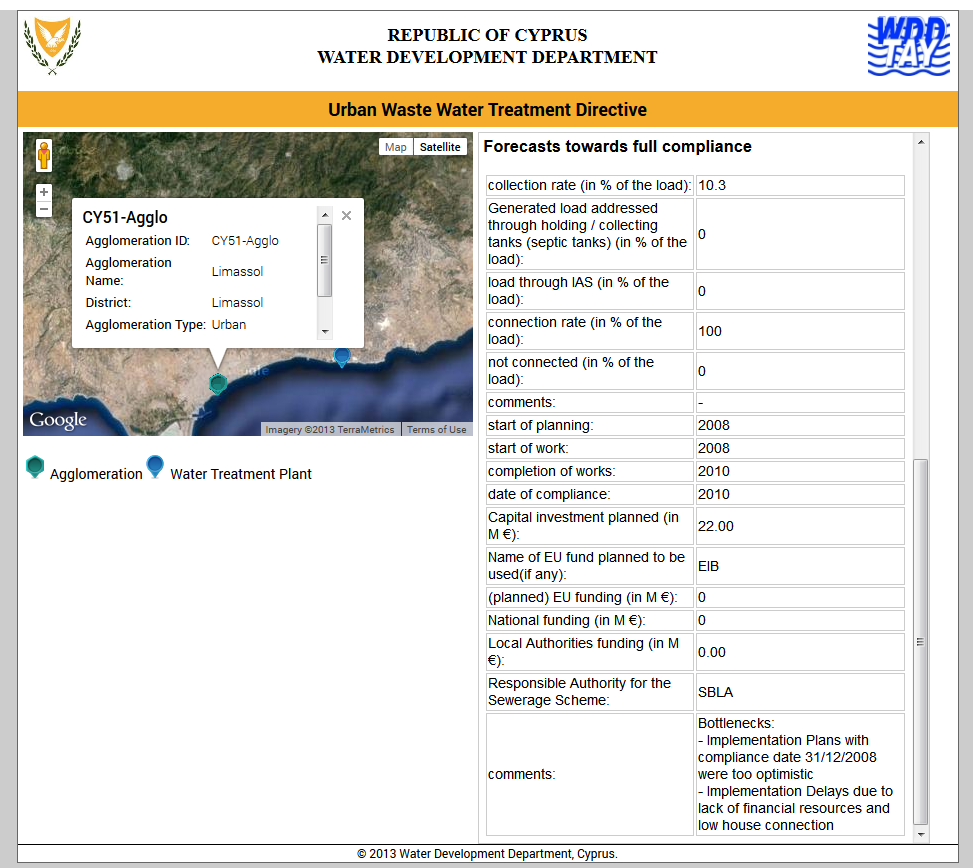 REPUBLIC OF CYPRUS
WATER DEVELOPMENT DEPARTMENT
WDD
TAY
Urban Waste Water Treatment Directive
Map
Satellite
+
−
CY51-Agglo
Agglomeration ID: CY51-Agglo
Agglomeration
Name:
Limassol
District: Limassol
Agglomeration Type: Urban
Google
Imagery ©2013 TerraMetrics
Terms of Use
Agglomeration
Water Treatment Plant
Forecasts towards full compliance
collection rate (in % of the load): 10.3
Generated load addressed
through holding / collecting
tanks (septic tanks) (in % of the
load):
0
load through IAS (in % of the
load):
0
connection rate (in % of the
load):
100
not connected (in % of the
load):
0
comments: -
start of planning: 2008
start of work: 2008
completion of works: 2010
date of compliance: 2010
Capital investment planned (in
M €):
22.00
Name of EU fund planned to be
used(if any):
EIB
(planned) EU funding (in M €): 0
National funding (in M €): 0
Local Authorities funding (in M
€):
0.00
Responsible Authority for the
Sewerage Scheme:
SBLA
comments:
Bottlenecks:
- Implementation Plans with
compliance date 31/12/2008
were too optimistic
- Implementation Delays due to
lack of financial resources and
low house connection
© 2013 Water Development Department, Cyprus.